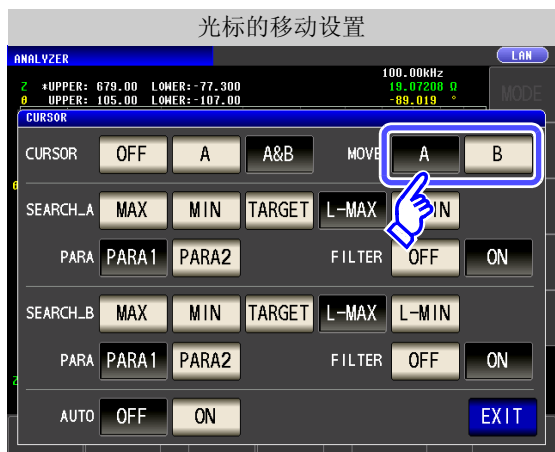 光标的移动设置
ANALYZER LAN
100.00kHz
Z *UPPER: 679.00 LOWER:-77.300 19.07208 Ω
θ UPPER: 105.00 LOWER:-107.00 -89.019 ° MODE
CURSOR
CURSOR OFF A A&B MOVE A B
θ
SEARCH_A MAX MIN TARGET L-MAX IN
PARA PARA1 PARA2 FILTER OFF ON
SEARCH_B MAX MIN TARGET L-MAX L-MIN
PARA PARA1 PARA2 FILTER OFF ON
Z
AUTO OFF ON EXIT